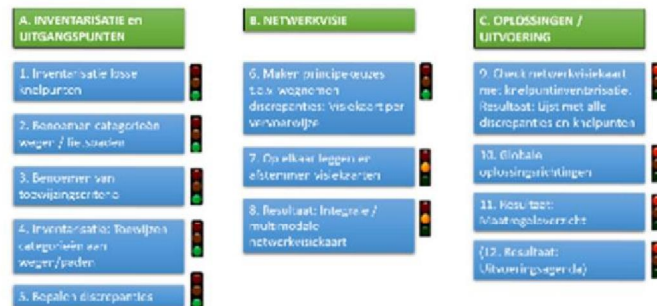 A. INVENTARISATIE en
UITGANGSPUNTEN
1. Inventarisatie losse
knelpunten
2. Benoemen categorieën
wegen / fietspaden
3. Benoemen van
toewijzingscriteria
4. Inventarisatie: Toewijzen
categorieën aan
wegen/paden
5. Bepalen discrepanties
B. NETWERKVISIE
6. Maken principekeuzes
t.b.v. wegnemen
discrepanties: Visiekaart per
vervoerwijze
7. Op elkaar leggen en
afstemmen visiekaarten
8. Resultaat: Integrale /
multimodale
netwerkvisiekaart
C. OPLOSSINGEN /
UITVOERING
9. Check netwerkvisiekaart
met knelpuntinventarisatie.
Resultaat: Lijst met alle
discrepanties en knelpunten
10. Globale
oplossingsrichtingen
11. Resultaat:
Maatregeloverzicht
(12. Resultaat:
Uitvoeringsagenda)